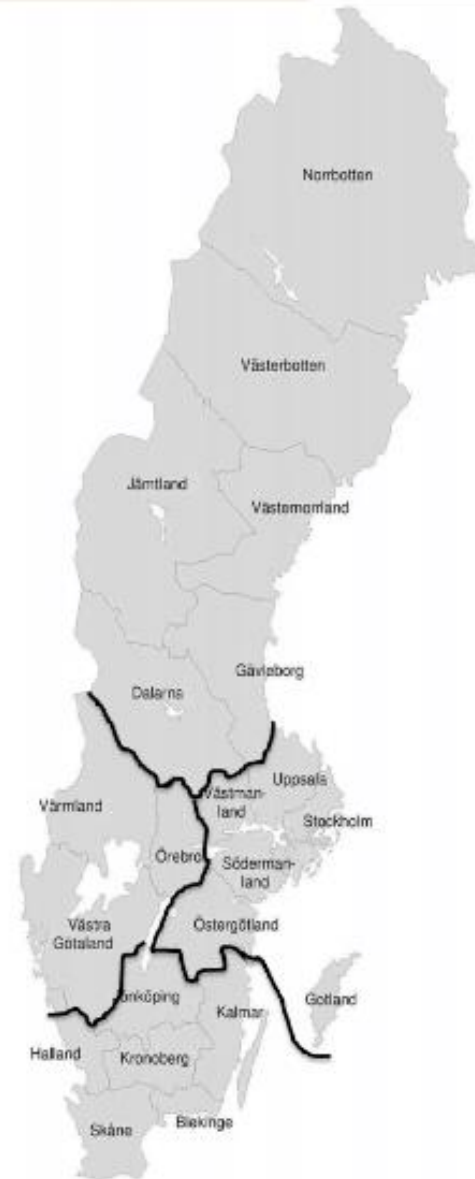 Norrbotten
Västerbotten
Jämtland
Västernorrland
Gävleborg
Dalarna
Uppsala
Västman-
land
Värmland
Stockholm
Örebro
Söderman-
land
Västra
Götaland
Östergötland
Jönköping
Gotland
Kalmar
Halland
Kronoberg
Blekinge
Skåne